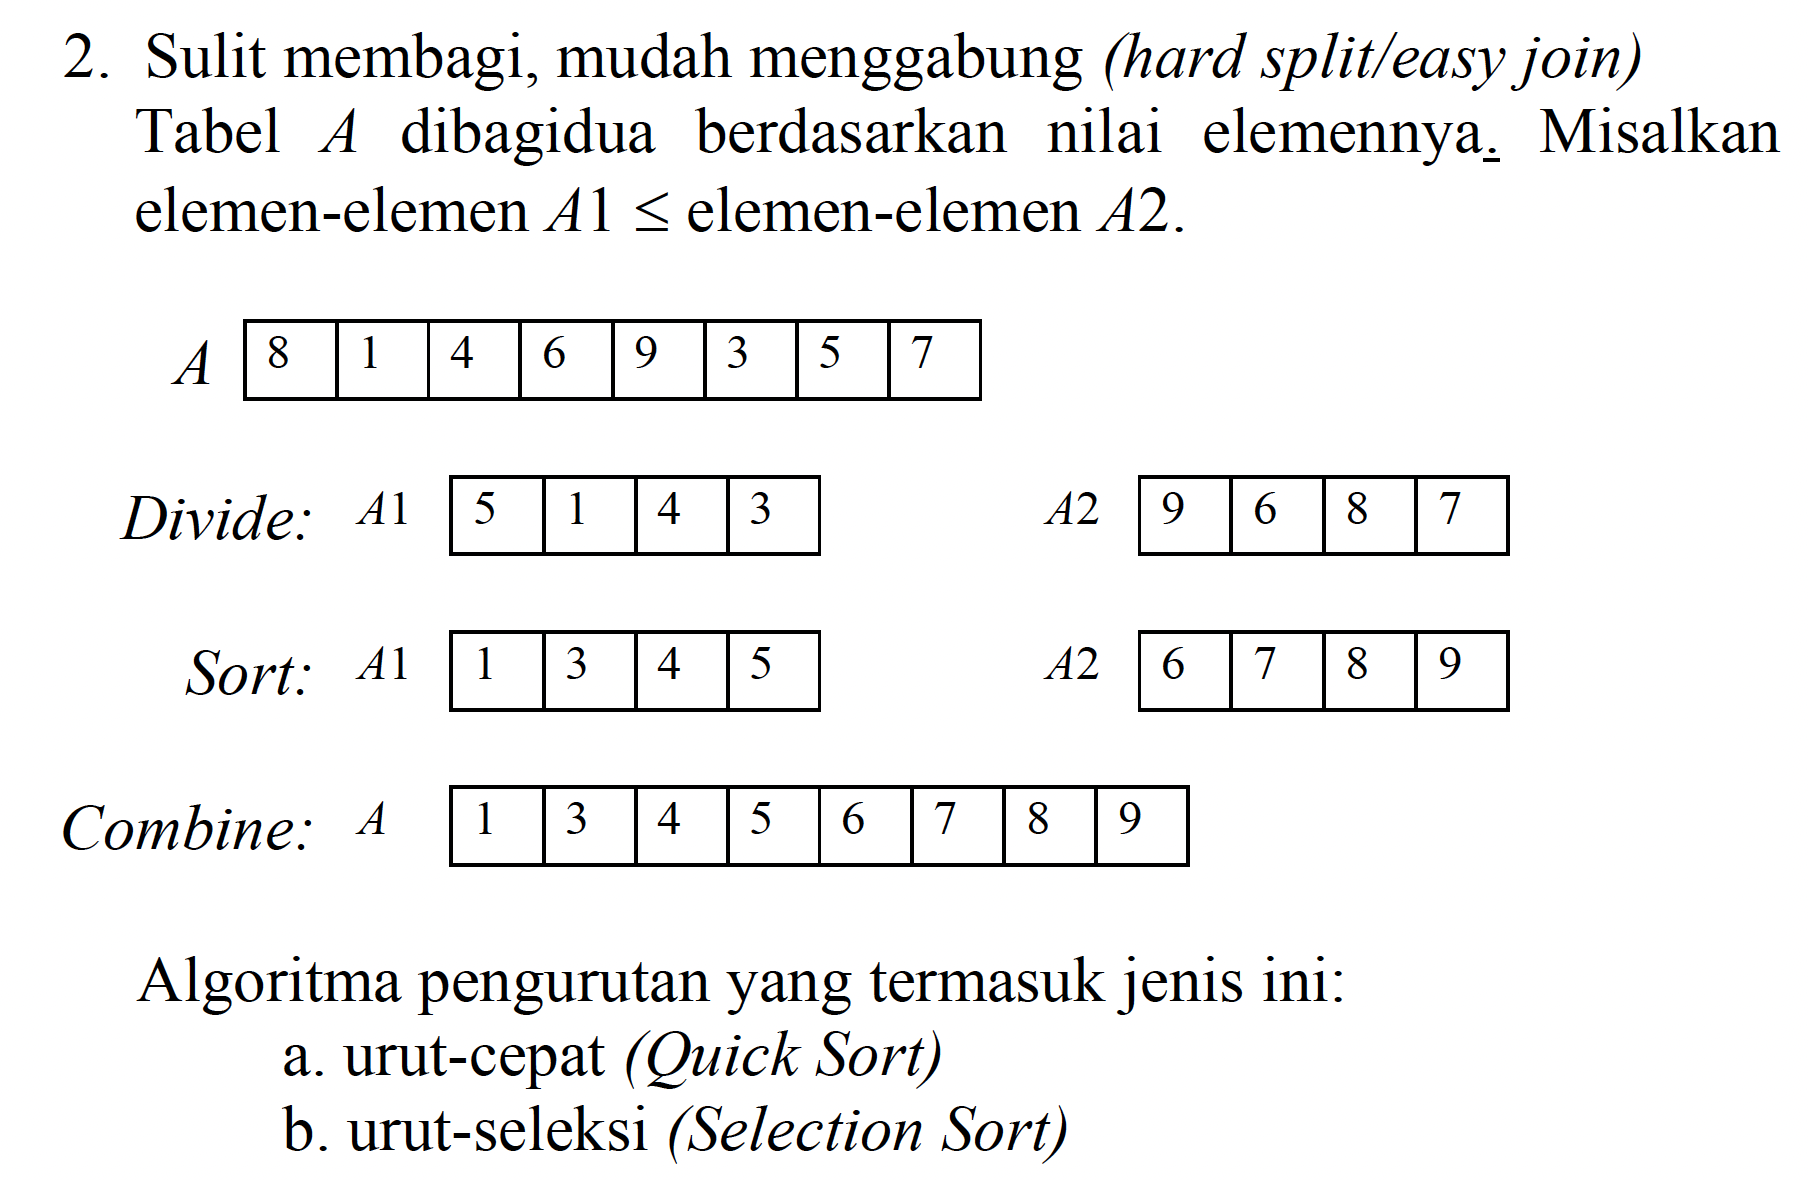 2. Sulit membagi, mudah menggabung (hard split/easy join)
Tabel A dibagidua berdasarkan nilai elemennya. Misalkan
elemen-elemen A1 ≤ elemen-elemen A2.
A 8 1 4 6 9 3 5 7
Divide: A1 5 1 4 3 A2 9 6 8 7
Sort: A1 1 3 4 5 A2 6 7 8 9
Combine: A 1 3 4 5 6 7 8 9
Algoritma pengurutan yang termasuk jenis ini:
a. urut-cepat (Quick Sort)
b. urut-seleksi (Selection Sort)